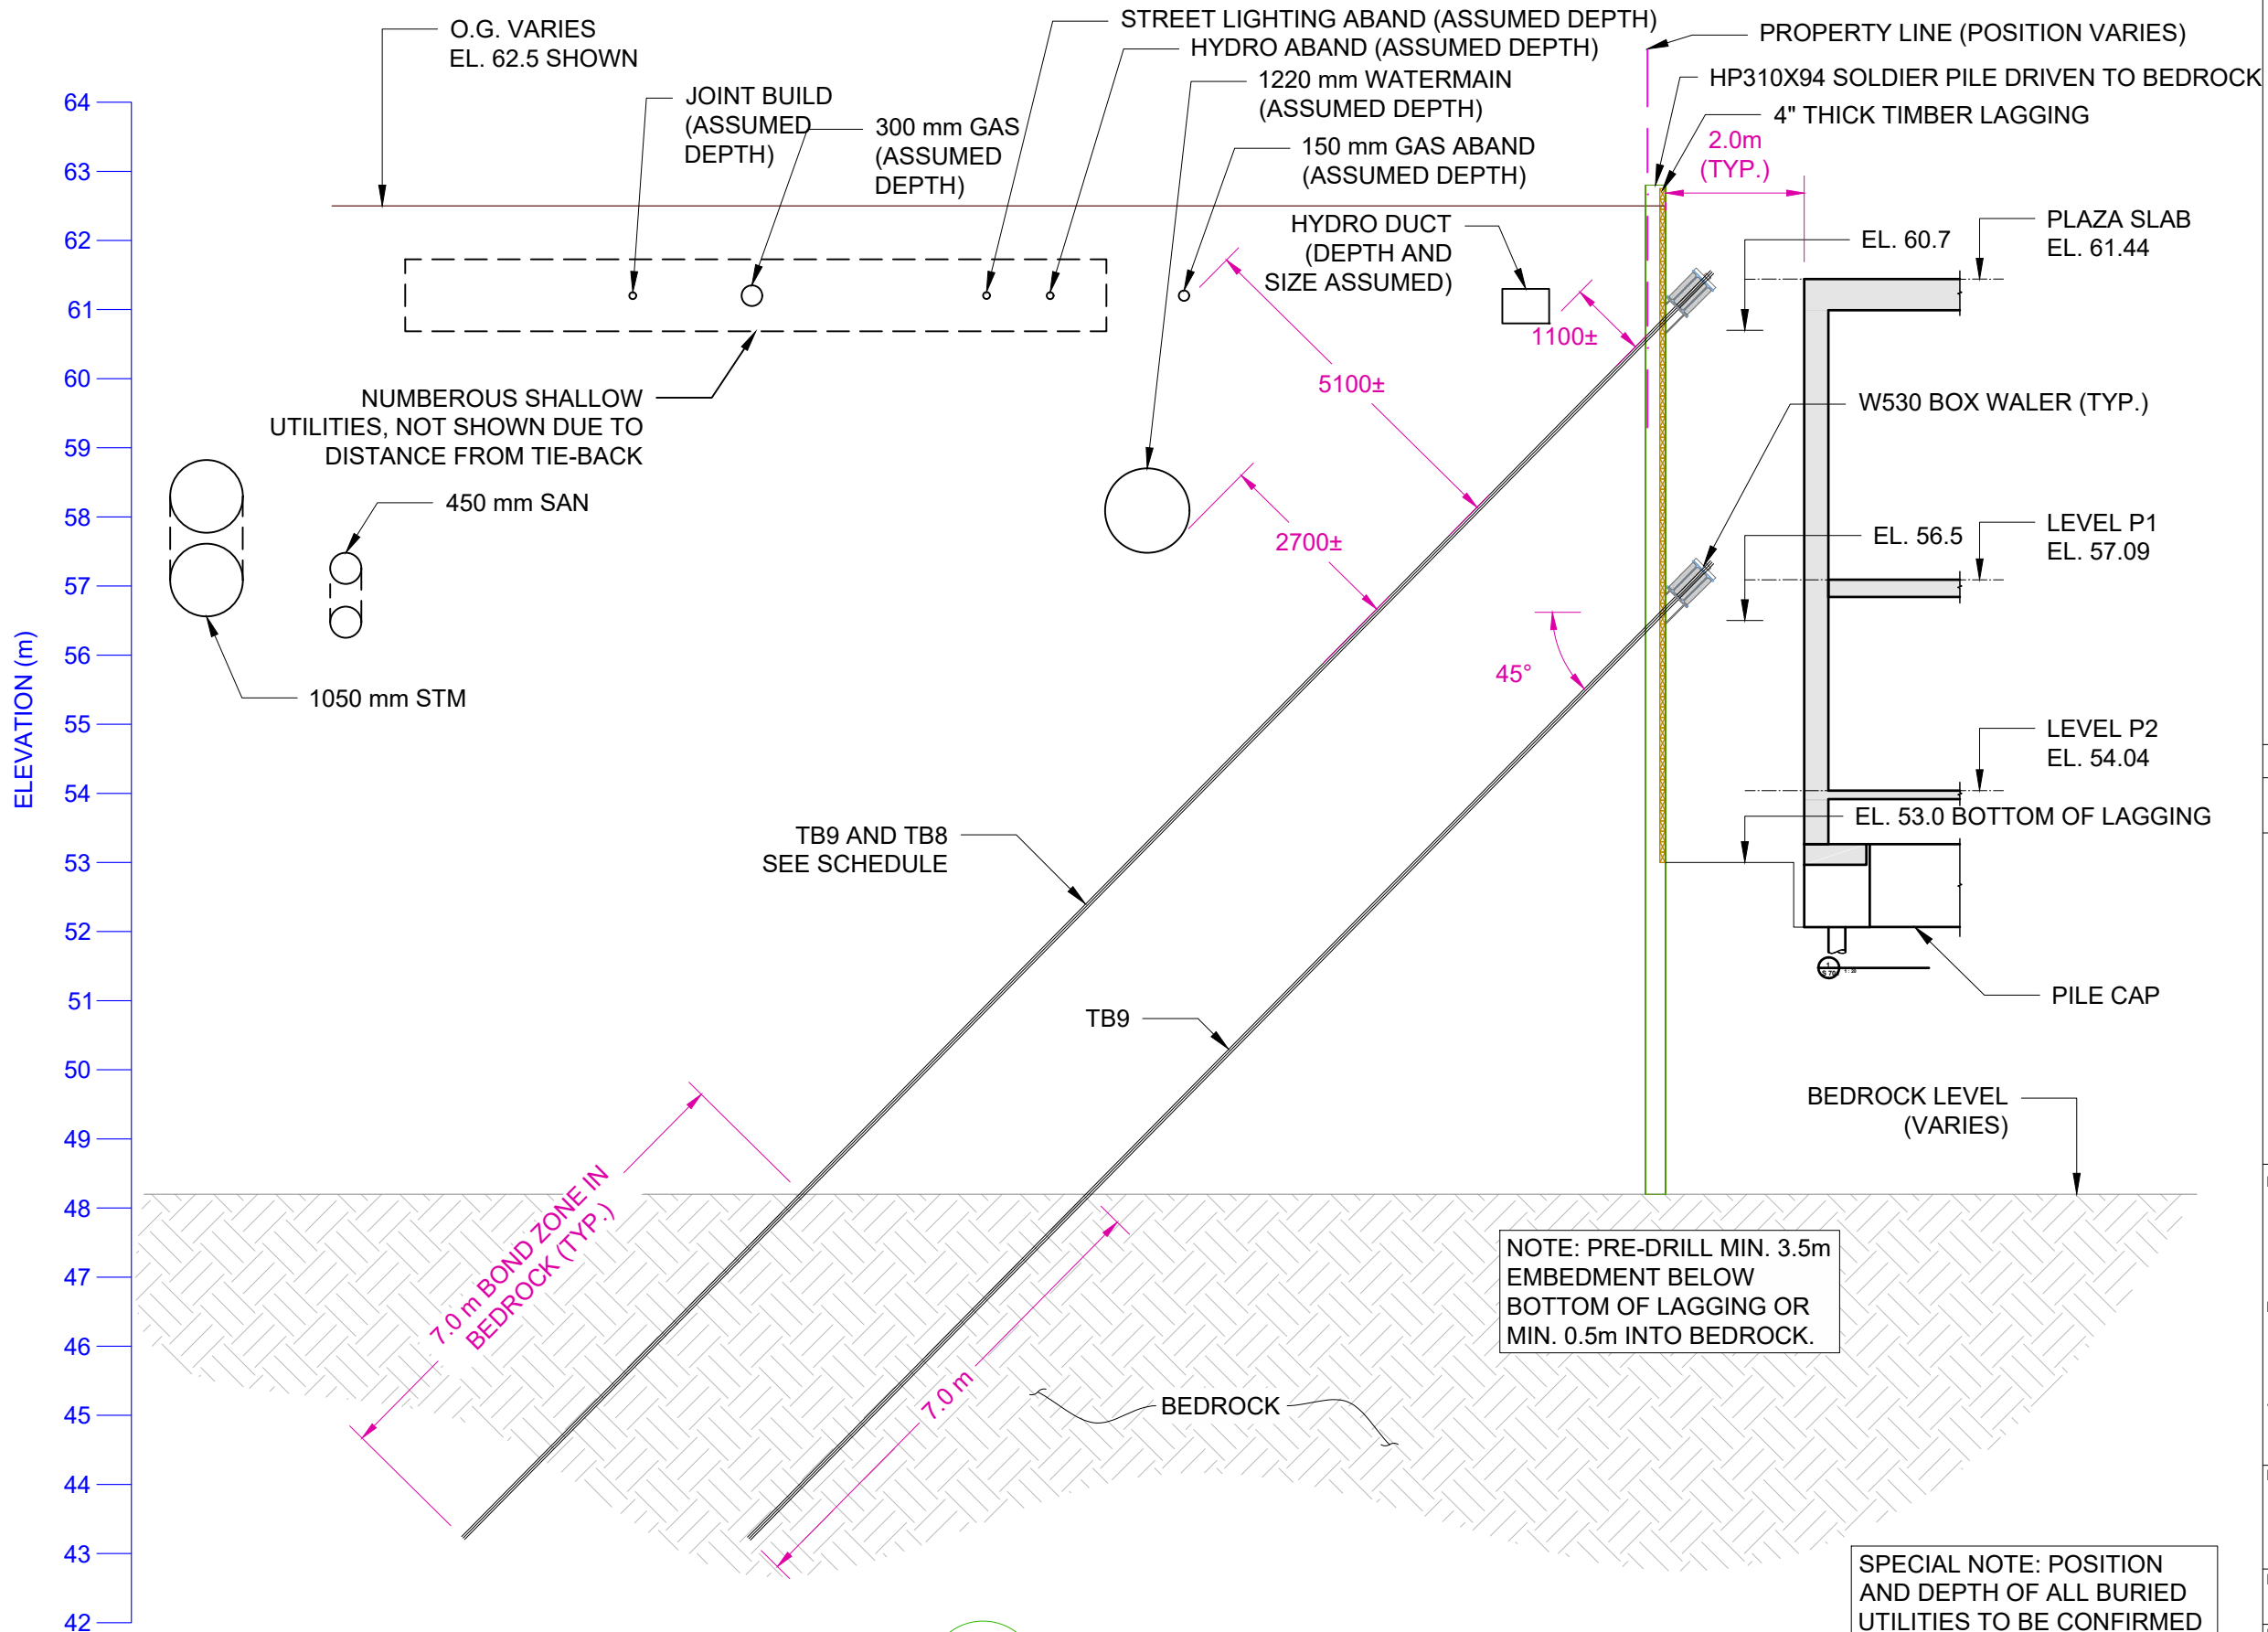 O.G. VARIES
EL. 62.5 SHOWN
STREET LIGHTING ABAND (ASSUMED DEPTH)
HYDRO ABAND (ASSUMED DEPTH)
PROPERTY LINE (POSITION VARIES)
1220 mm WATERMAIN
(ASSUMED DEPTH)
HP310X94 SOLDIER PILE DRIVEN TO BEDROCK
JOINT BUILD
(ASSUMED
DEPTH)
300 mm GAS
(ASSUMED
DEPTH)
4" THICK TIMBER LAGGING
150 mm GAS ABAND
(ASSUMED DEPTH)
2.0m
(TYP.)
HYDRO DUCT
(DEPTH AND
SIZE ASSUMED)
EL. 60.7
PLAZA SLAB
EL. 61.44
1100±
5100±
NUMBEROUS SHALLOW
UTILITIES, NOT SHOWN DUE TO
DISTANCE FROM TIE-BACK
W530 BOX WALER (TYP.)
450 mm SAN
2700±
EL. 56.5
LEVEL P1
EL. 57.09
45°
1050 mm STM
LEVEL P2
EL. 54.04
EL. 53.0 BOTTOM OF LAGGING
TB9 AND TB8
SEE SCHEDULE
TB9
PILE CAP
BEDROCK LEVEL
(VARIES)
7.0 m BOND ZONE IN
BEDROCK (TYP.)
7.0 m
NOTE: PRE-DRILL MIN. 3.5m
EMBEDMENT BELOW
BOTTOM OF LAGGING OR
MIN. 0.5m INTO BEDROCK.
BEDROCK
SPECIAL NOTE: POSITION
AND DEPTH OF ALL BURIED
UTILITIES TO BE CONFIRMED
ELEVATION (m)
64
63
62
61
60
59
58
57
56
55
54
53
52
51
50
49
48
47
46
45
44
43
42